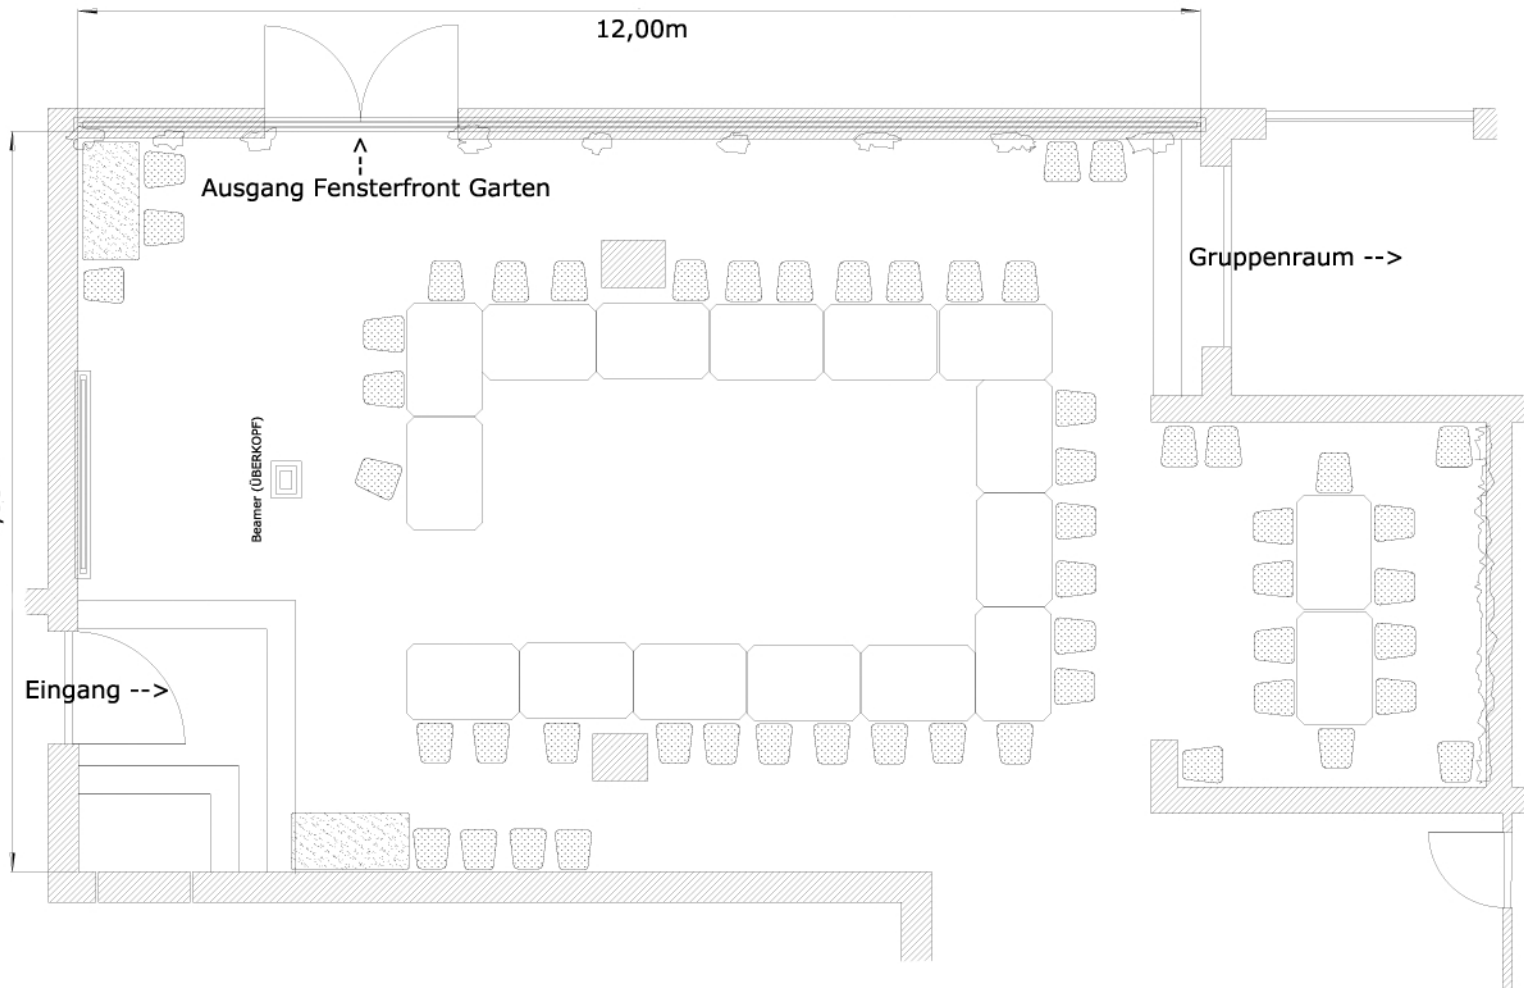 12,00m
Ausgang Fensterfront Garten
Gruppenraum -->
Beamer (ÜBERKOPF)
Eingang -->